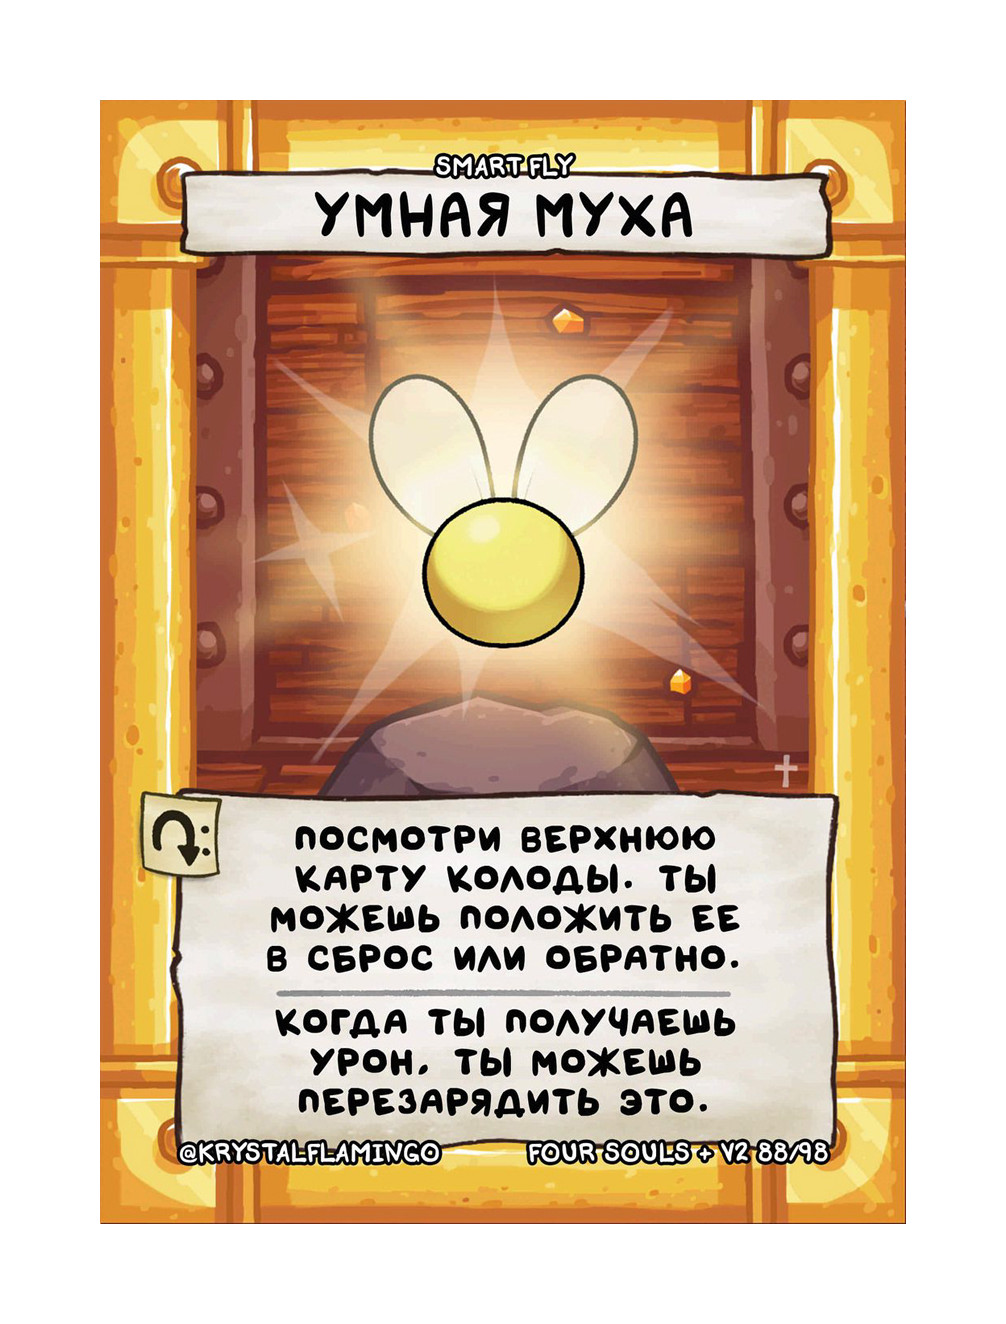 SMART FLY
УМНАЯ МУХА
ПОСМОТРИ ВЕРХНЮЮ
КАРТУ КОЛОДЫ. ТЫ
МОЖЕШЬ ПОЛОЖИТЬ ЕЕ
В СБРОС ИЛИ ОБРАТНО.
КОГДА ТЫ ПОЛУЧАЕШЬ
УРОН, ТЫ МОЖЕШЬ
ПЕРЕЗАРЯДИТЬ ЭТО.
@KRYSTALFLAMINGO
FOUR SOULS + V2 88/98